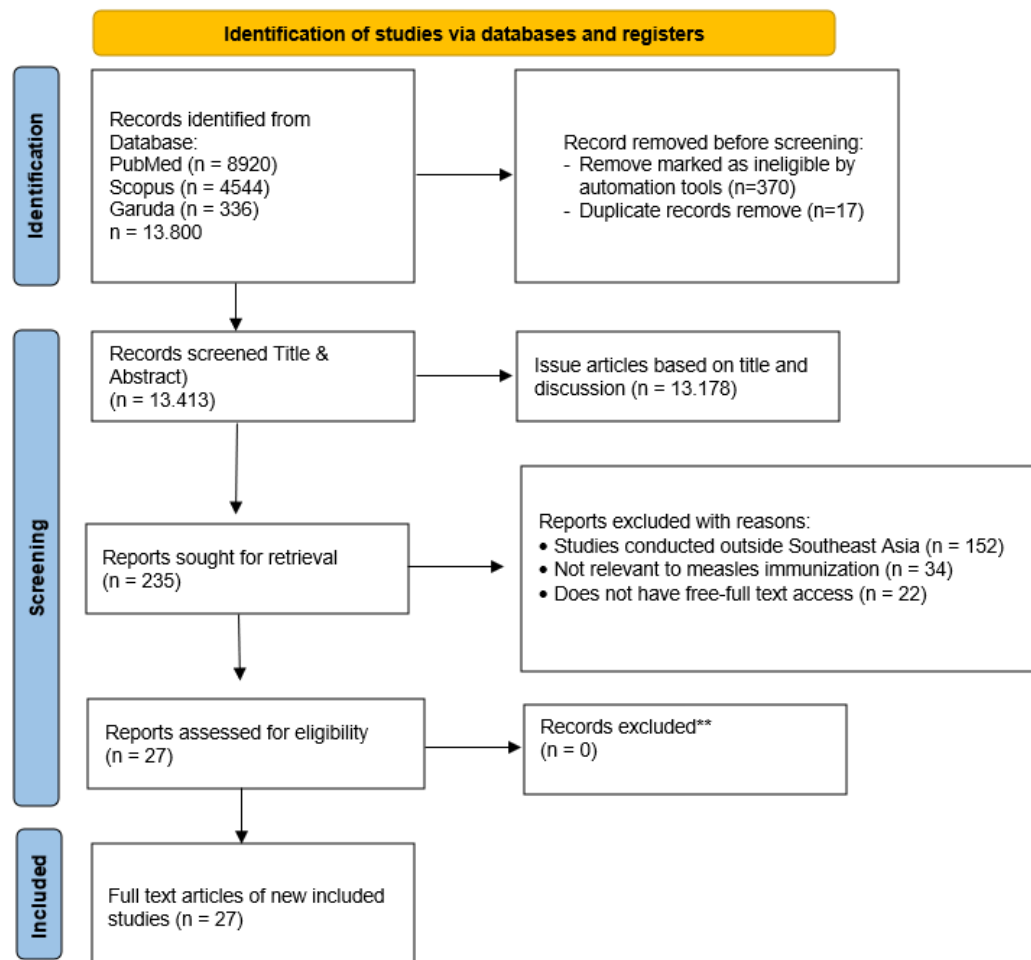 Identification of studies via databases and registers
Identification
Records identified from
Database:
PubMed (n = 8920)
Scopus (n = 4544)
Garuda (n = 336)
n = 13.800
Record removed before screening:
- Remove marked as ineligible by
automation tools (n=370)
- Duplicate records remove (n=17)
Screening
Records screened Title &
Abstract)
(n = 13.413)
Issue articles based on title and
discussion (n = 13.178)
Reports sought for retrieval
(n = 235)
Reports excluded with reasons:
• Studies conducted outside Southeast Asia (n = 152)
• Not relevant to measles immunization (n = 34)
• Does not have free-full text access (n = 22)
Reports assessed for eligibility
(n = 27)
Records excluded**
(n = 0)
Included
Full text articles of new included
studies (n = 27)